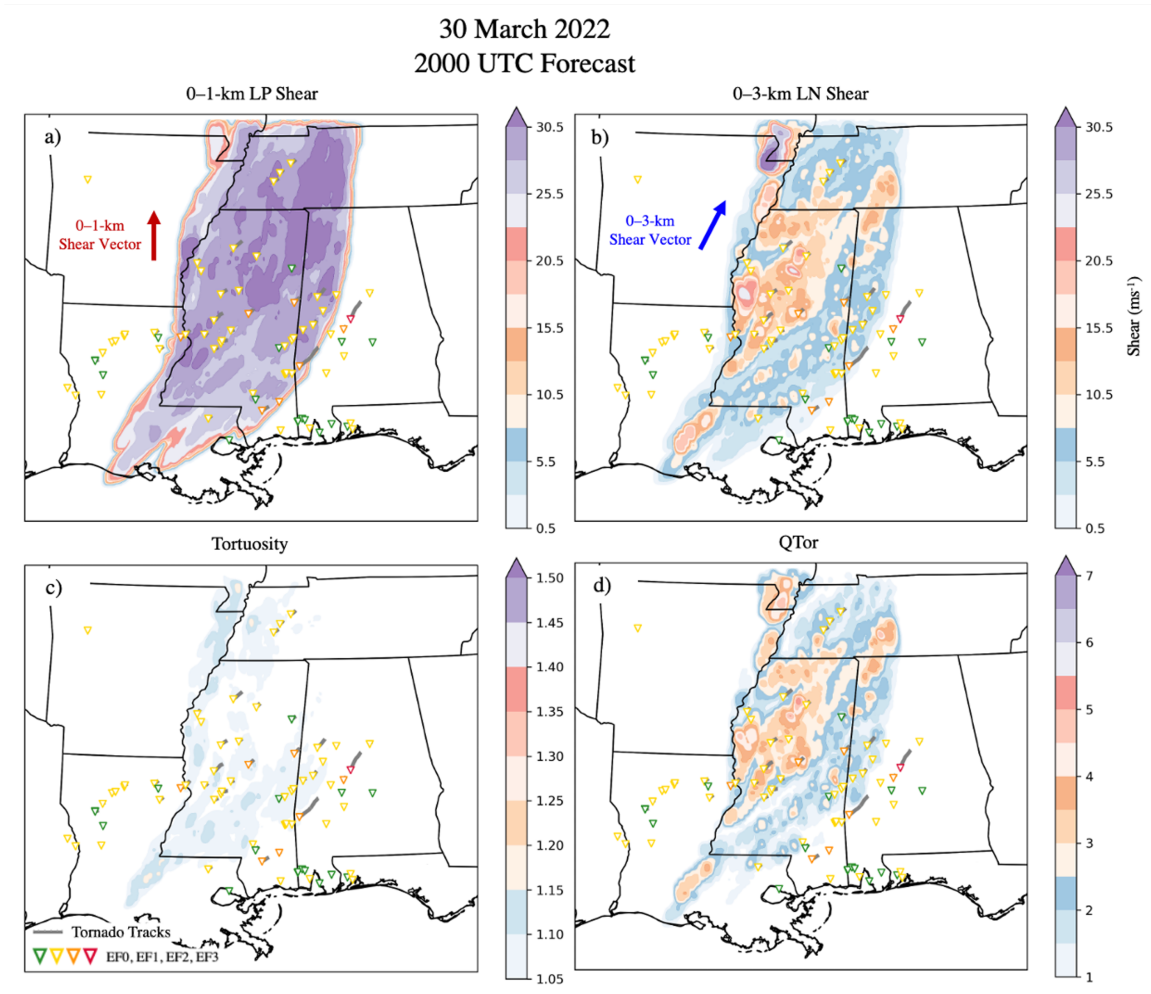 30 March 2022
2000 UTC Forecast
0–1-km LP Shear
0–3-km LN Shear
a)
0–1-km
Shear Vector
30.5
25.5
20.5
15.5
10.5
5.5
0.5
b)
0–3-km
Shear Vector
30.5
25.5
20.5
15.5
10.5
5.5
0.5
Shear (ms⁻¹)
Tortuosity
QTor
c)
Tornado Tracks
EF0, EF1, EF2, EF3
1.50
1.45
1.40
1.35
1.30
1.25
1.20
1.15
1.10
1.05
d)
7
6
5
4
3
2
1